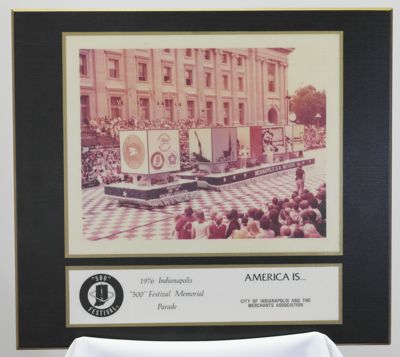 "500"
FESTIVAL
1976 Indianapolis
"500" Festival Memorial
Parade
AMERICA IS...
CITY OF INDIANAPOLIS AND THE
MERCHANTS ASSOCIATION